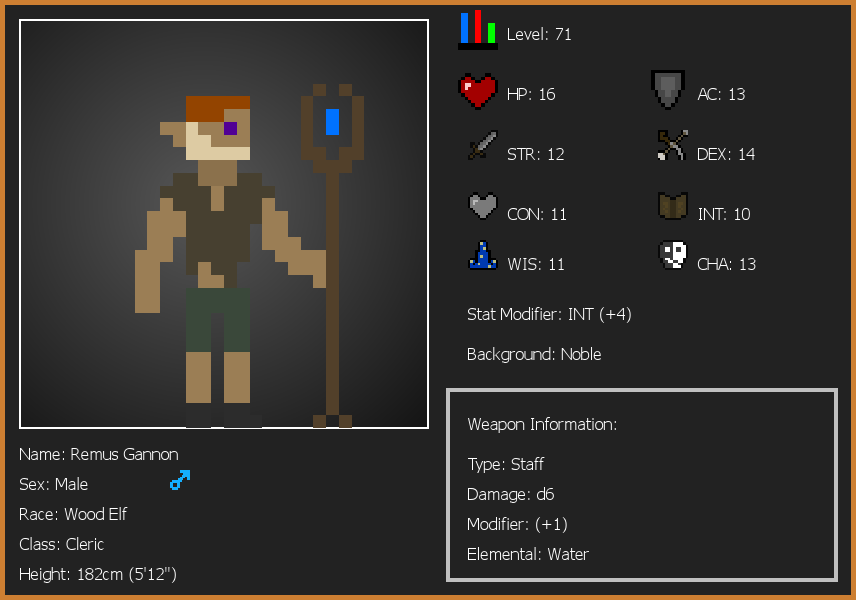 Level: 71
HP: 16
AC: 13
STR: 12
DEX: 14
CON: 11
INT: 10
WIS: 11
CHA: 13
Stat Modifier: INT (+4)
Background: Noble
Weapon Information:
Type: Staff
Damage: d6
Modifier: (+1)
Elemental: Water
Name: Remus Gannon
Sex: Male
Race: Wood Elf
Class: Cleric
Height: 182cm (5'12")